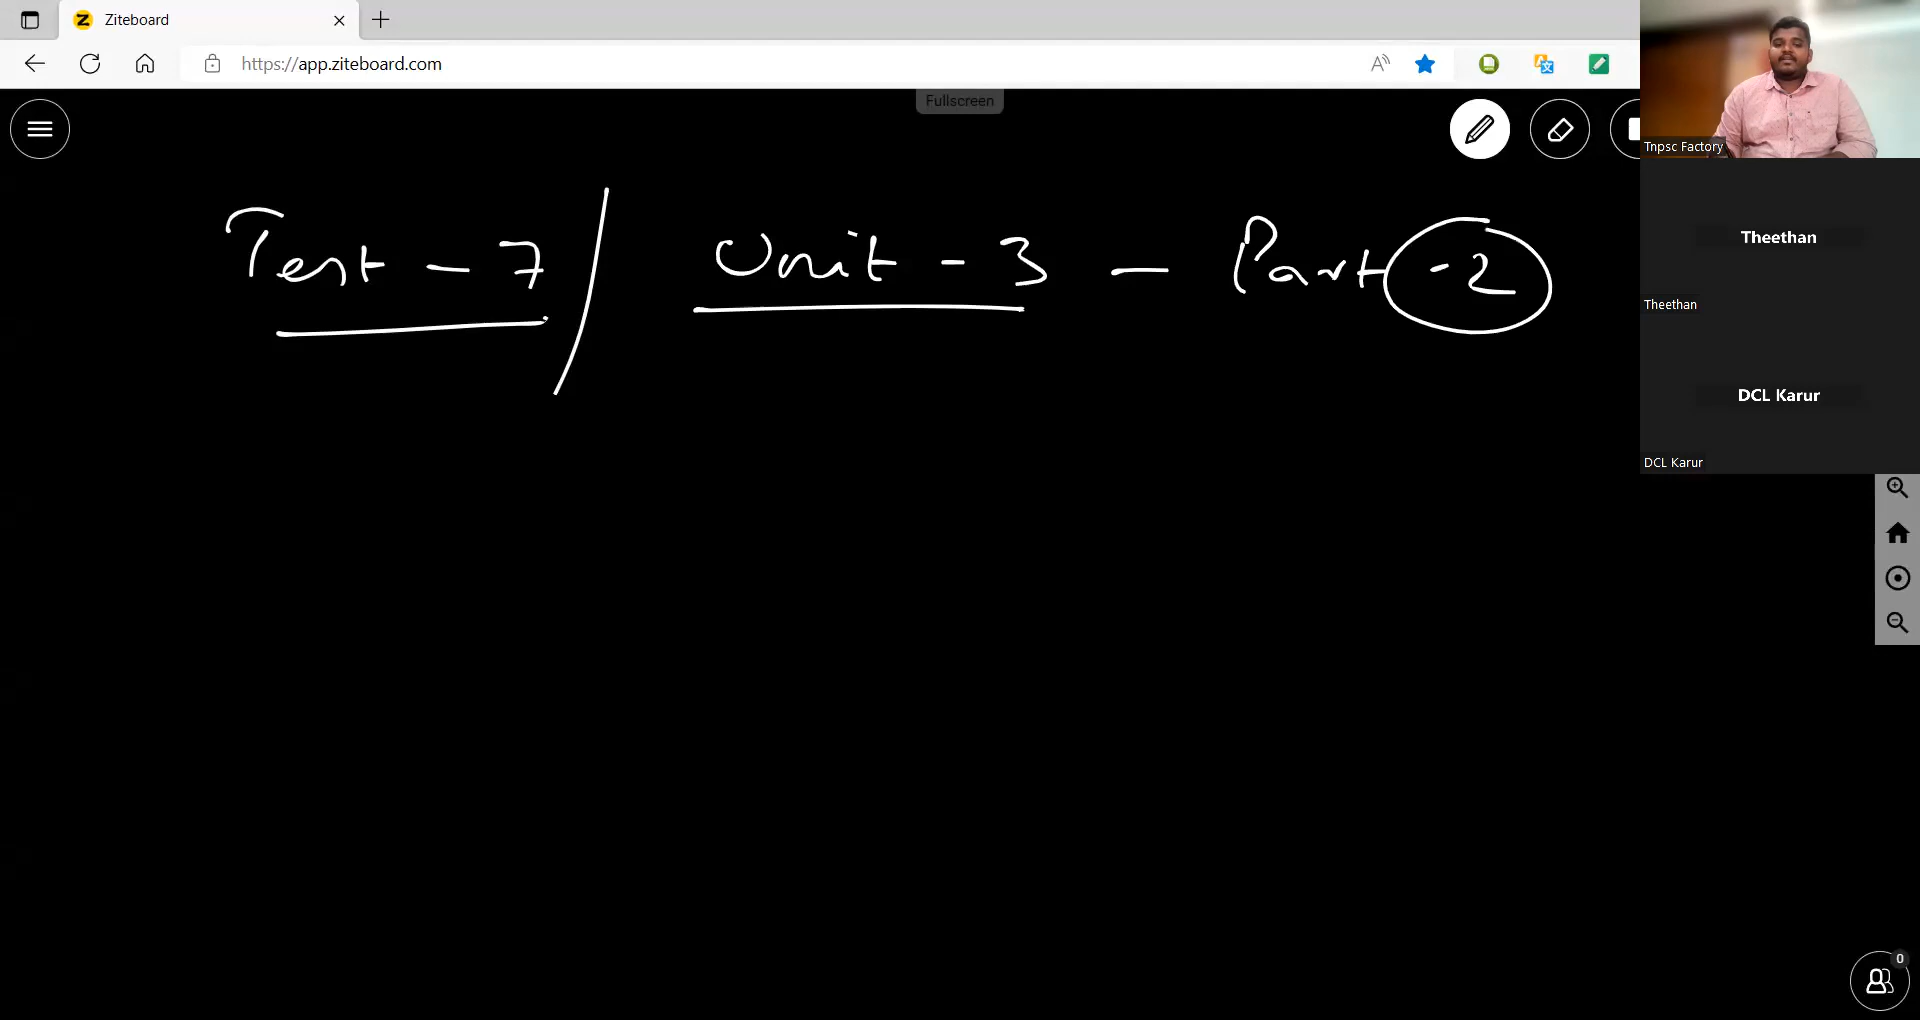 Ziteboard
https://app.ziteboard.com
Fullscreen
Tnpsc Factory
Test - 7 / Unit - 3 - Part - 2
Theethan
Theethan
DCL Karur
DCL Karur
0